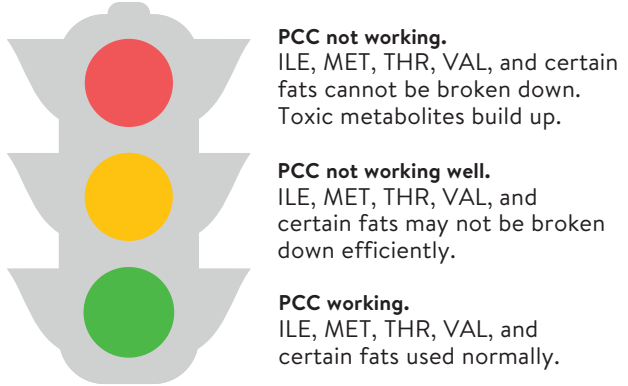 PCC not working.
ILE, MET, THR, VAL, and certain
fats cannot be broken down.
Toxic metabolites build up.
PCC not working well.
ILE, MET, THR, VAL, and
certain fats may not be broken
down efficiently.
PCC working.
ILE, MET, THR, VAL, and
certain fats used normally.